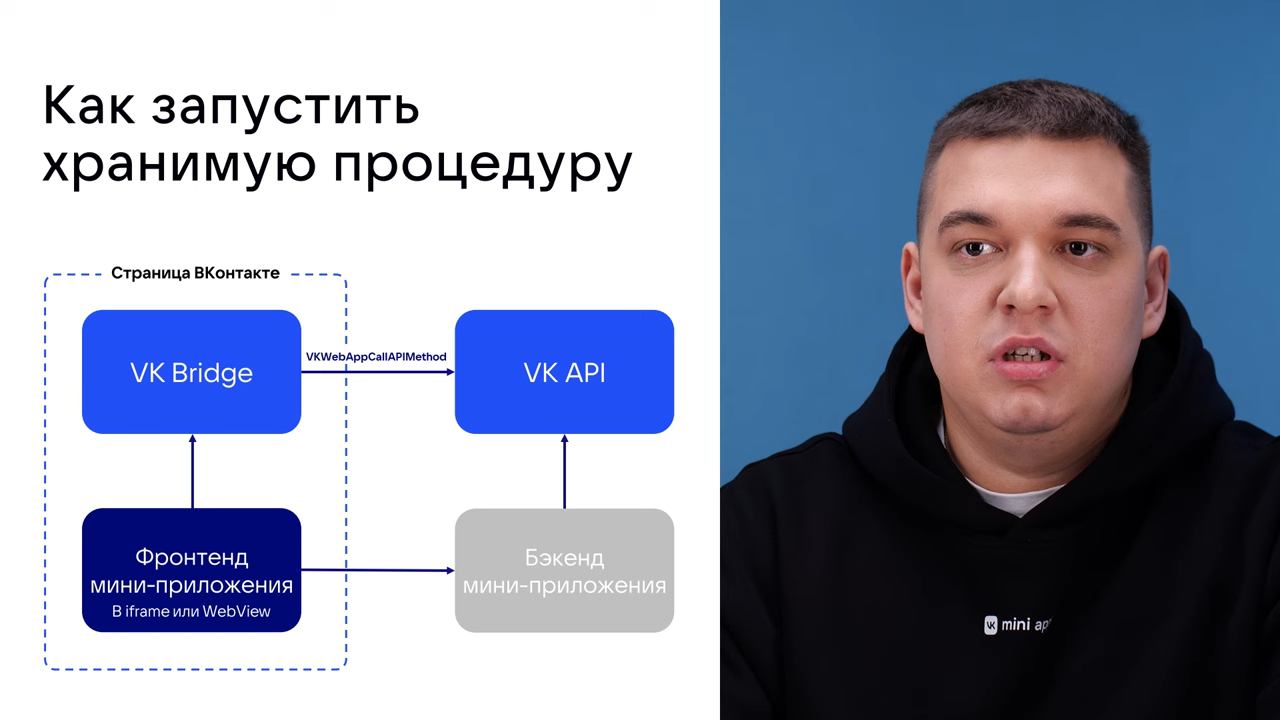 Как запустить
хранимую процедуру
Страница ВКонтакте
VK Bridge
VKWebAppCallAPIMethod
VK API
Фронтенд
мини-приложения
В iframe или WebView
Бэкенд
мини-приложения
VK mini